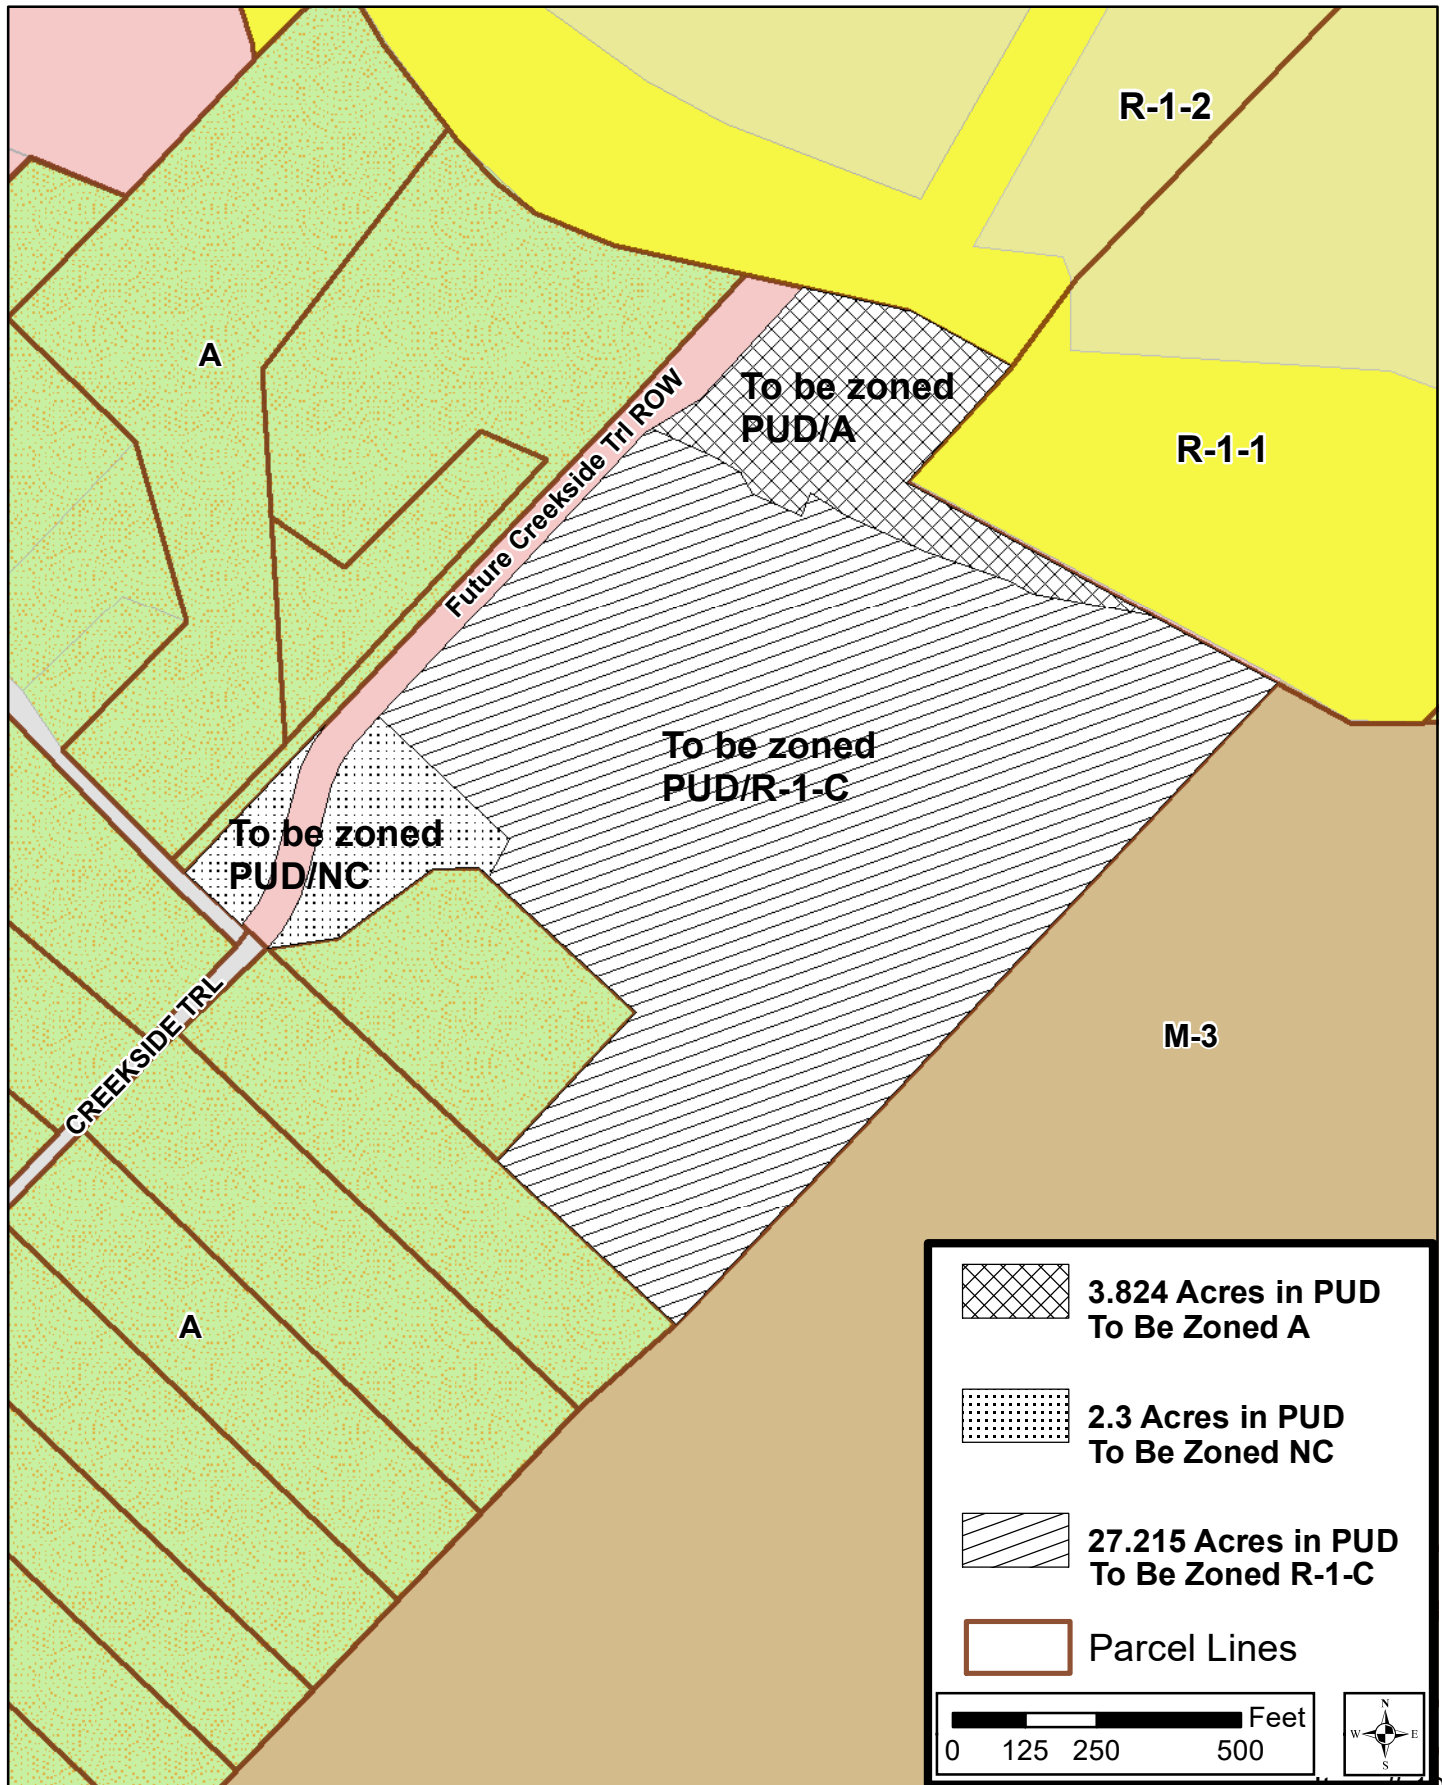 R-1-2
A
To be zoned
PUD/A
R-1-1
Future Creekside Trl ROW
To be zoned
PUD/R-1-C
To be zoned
PUD/NC
CREEKSIDE TRL
M-3
A
3.824 Acres in PUD
To Be Zoned A
2.3 Acres in PUD
To Be Zoned NC
27.215 Acres in PUD
To Be Zoned R-1-C
Parcel Lines
Feet
0 125 250 500
N
W E
S